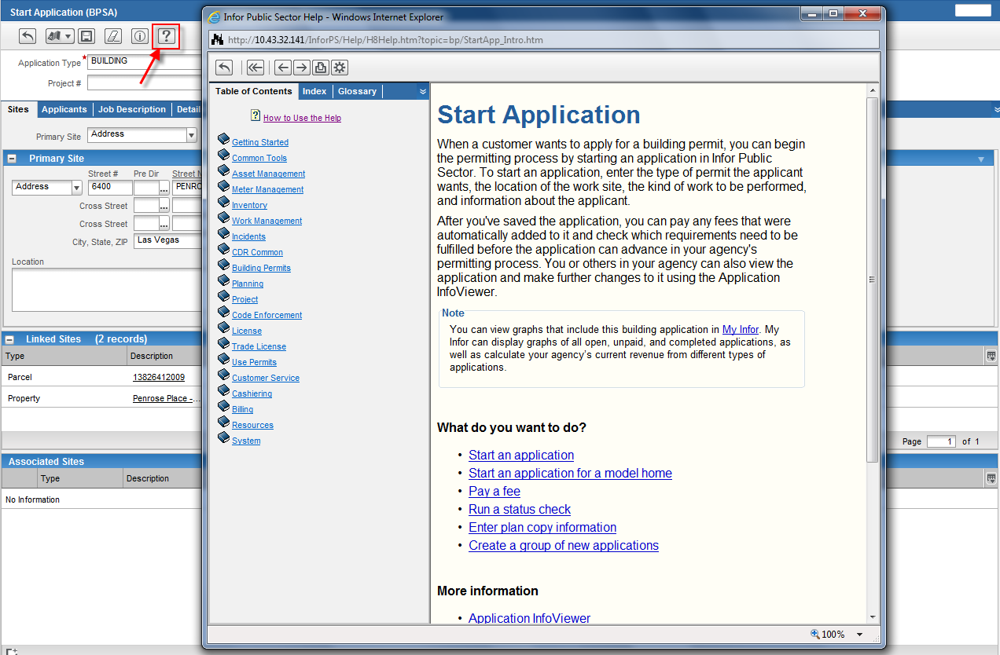 Start Application (BPSA)
Application Type * BUILDING
Project #
Sites Applicants Job Description Detail
Primary Site Address
Primary Site
Street # Pre Dir Street N
Address 6400 ... PENRO
Cross Street ...
Cross Street ...
City, State, ZIP Las Vegas
Location
Linked Sites (2 records)
Type Description
Parcel 13826412009
Property Penrose Place -...
Page 1 of 1
Associated Sites
Type Description
No Information
Infor Public Sector Help - Windows Internet Explorer
http://10.43.32.141/InforPS/Help/H8Help.htm?topic=bp/StartApp_Intro.htm
Table of Contents Index Glossary
How to Use the Help
Getting Started
Common Tools
Asset Management
Meter Management
Inventory
Work Management
Incidents
CDR Common
Building Permits
Planning
Project
Code Enforcement
License
Trade License
Use Permits
Customer Service
Cashiering
Billing
Resources
System
Start Application
When a customer wants to apply for a building permit, you can begin
the permitting process by starting an application in Infor Public
Sector. To start an application, enter the type of permit the applicant
wants, the location of the work site, the kind of work to be performed,
and information about the applicant.
After you've saved the application, you can pay any fees that were
automatically added to it and check which requirements need to be
fulfilled before the application can advance in your agency's
permitting process. You or others in your agency can also view the
application and make further changes to it using the Application
InfoViewer.
Note
You can view graphs that include this building application in My Infor. My
Infor can display graphs of all open, unpaid, and completed applications, as
well as calculate your agency's current revenue from different types of
applications.
What do you want to do?
• Start an application
• Start an application for a model home
• Pay a fee
• Run a status check
• Enter plan copy information
• Create a group of new applications
More information
• Application InfoViewer
100%